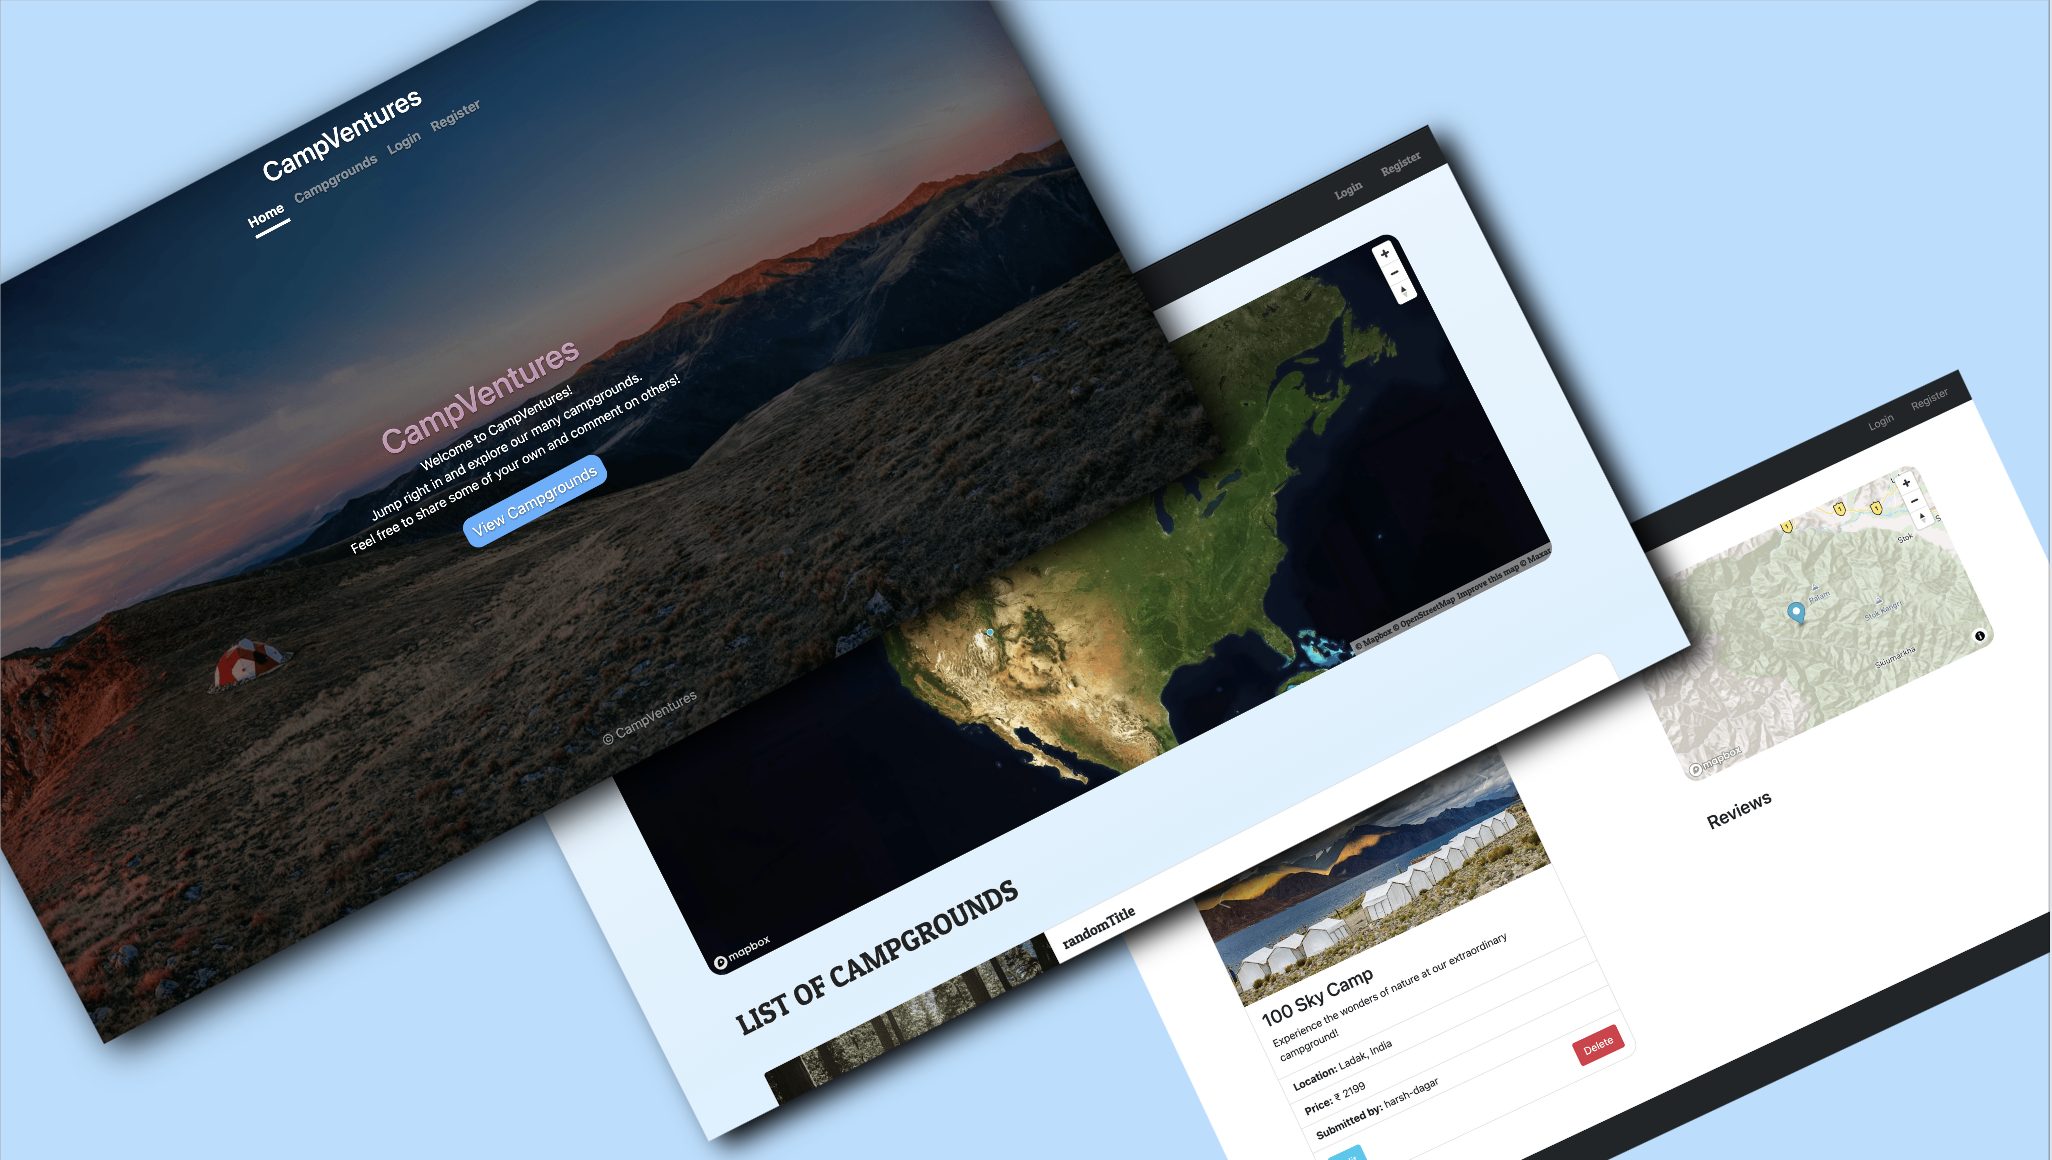 CampVentures
Home Campgrounds Login Register
CampVentures
Welcome to CampVentures!
Jump right in and explore our many campgrounds.
Feel free to share some of your own and comment on others!
View Campgrounds
© CampVentures
Login Register
mapbox
© Mapbox © OpenStreetMap Improve this map © Maxar
LIST OF CAMPGROUNDS
randomTitle
Login Register
Stok
Ralam
Stok Kangri
Skiumarkha
mapbox
Reviews
100 Sky Camp
Experience the wonders of nature at our extraordinary
campground!
Location: Ladak, India
Price: ₹ 2199
Submitted by: harsh-dagar
Delete